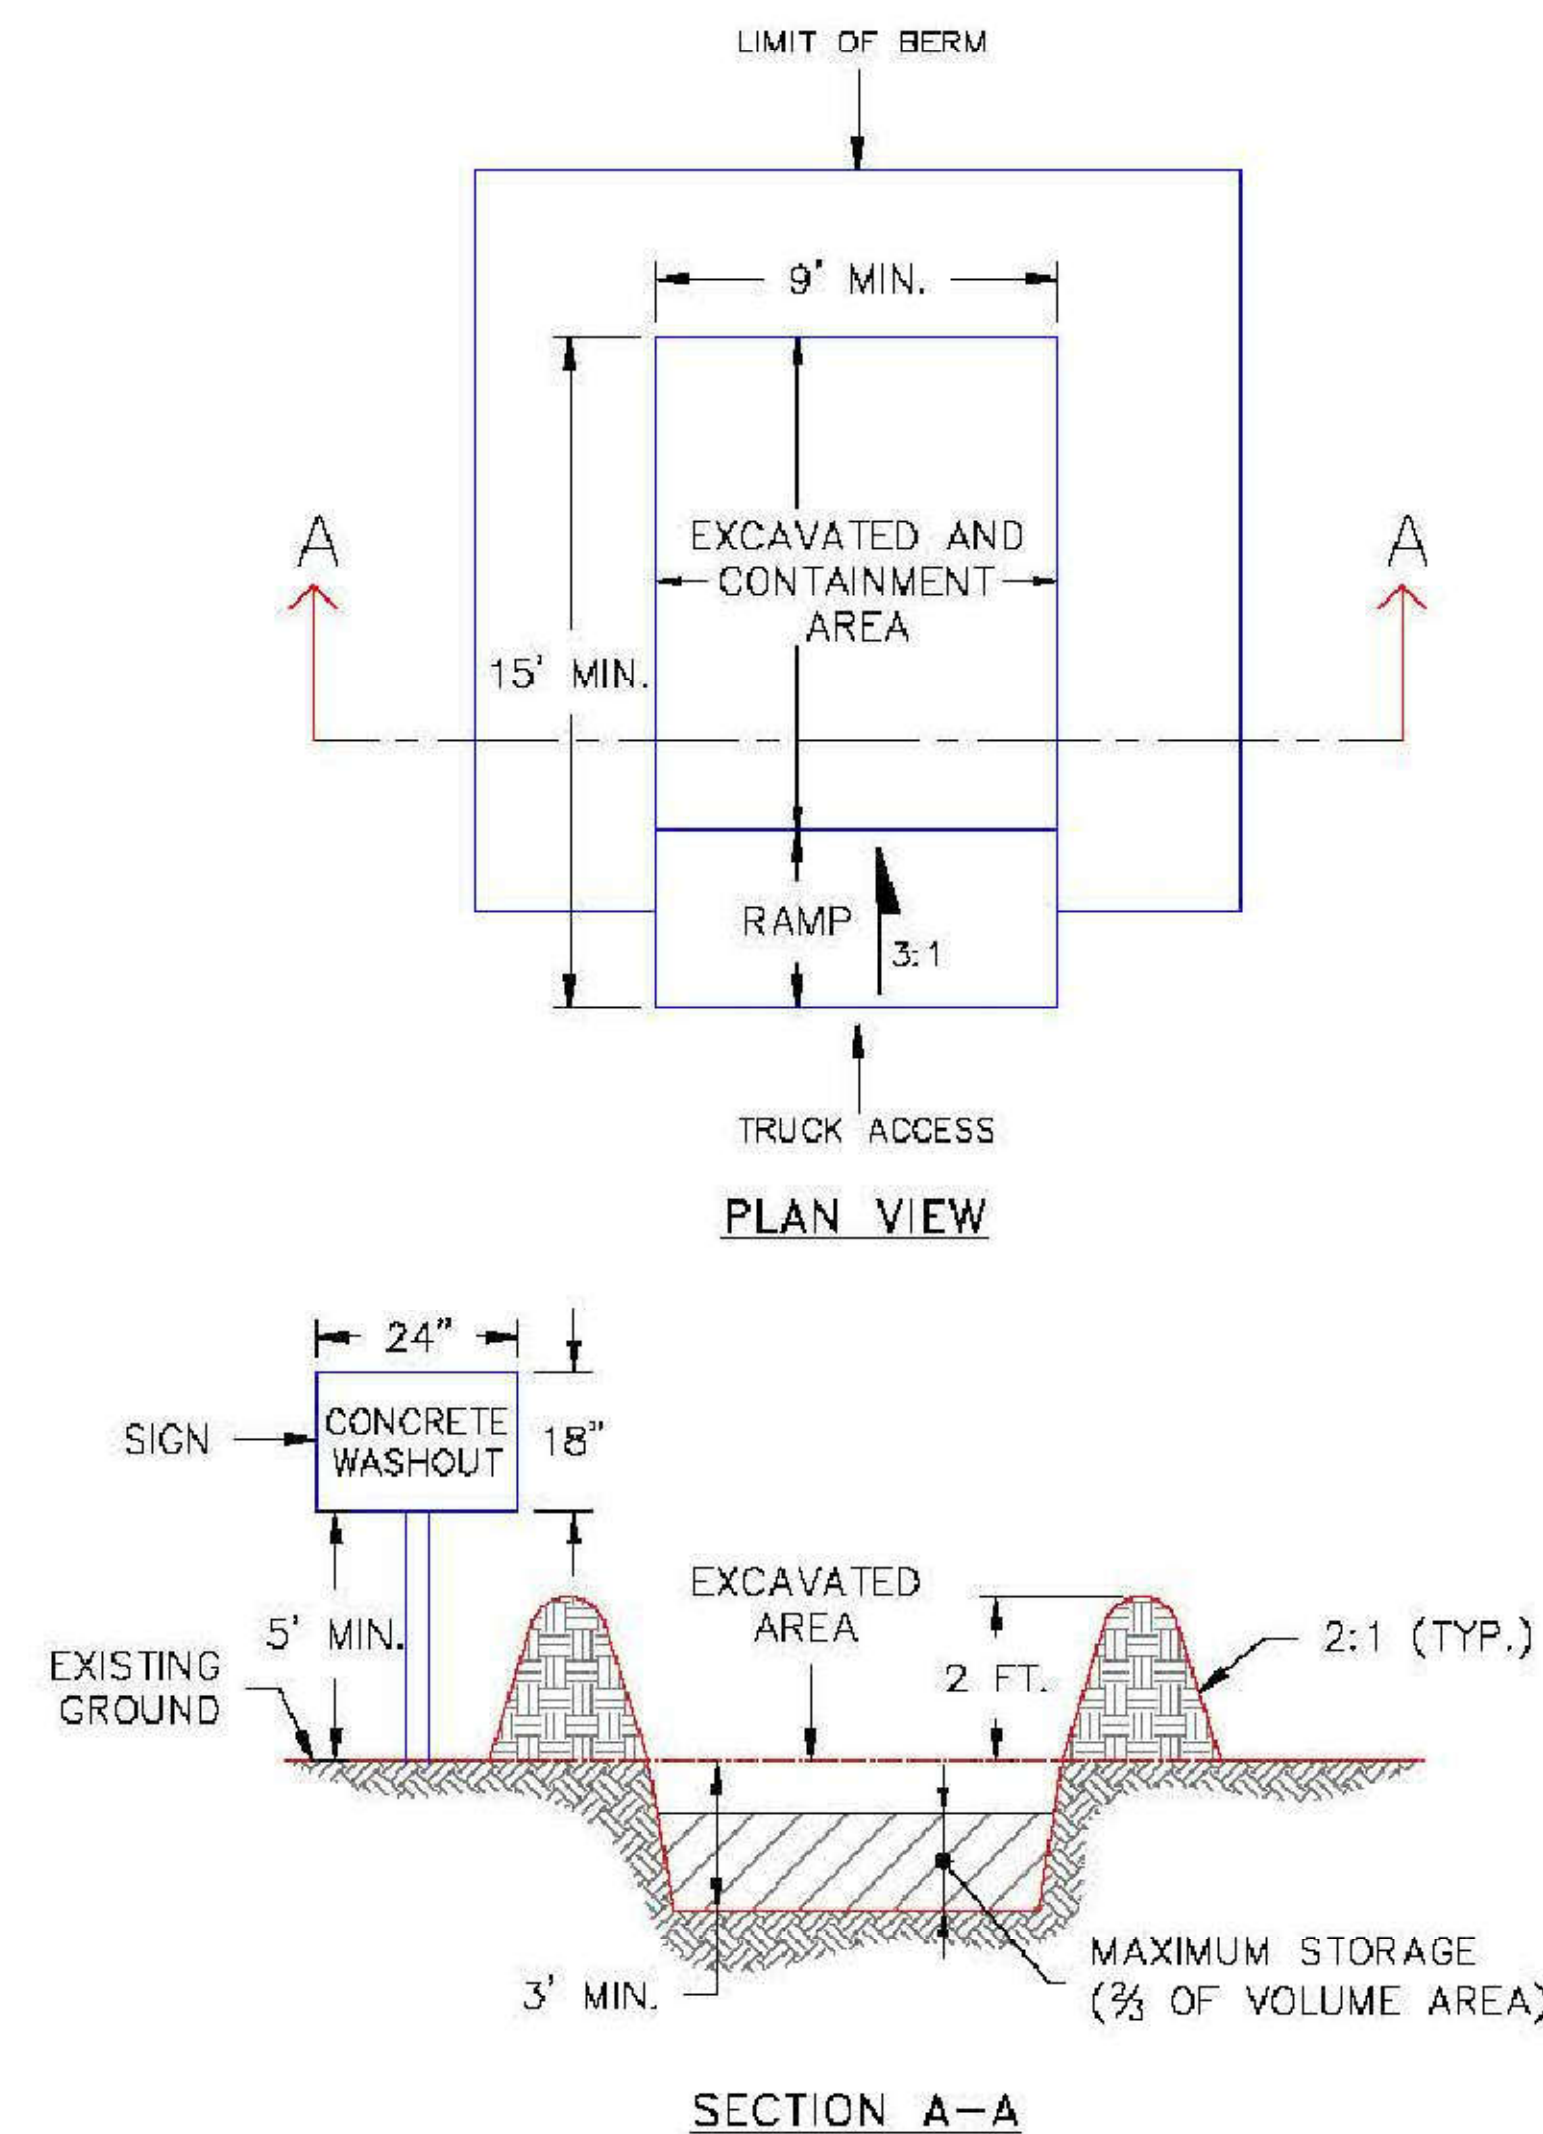 LIMIT OF BERM
9' MIN.
EXCAVATED AND
CONTAINMENT
AREA
A
A
15' MIN.
RAMP
3:1
TRUCK ACCESS
PLAN VIEW
24"
SIGN
CONCRETE
WASHOUT
18"
EXCAVATED
AREA
5' MIN.
EXISTING
GROUND
2 FT.
2:1 (TYP.)
3' MIN.
MAXIMUM STORAGE
(⅔ OF VOLUME AREA)
SECTION A-A